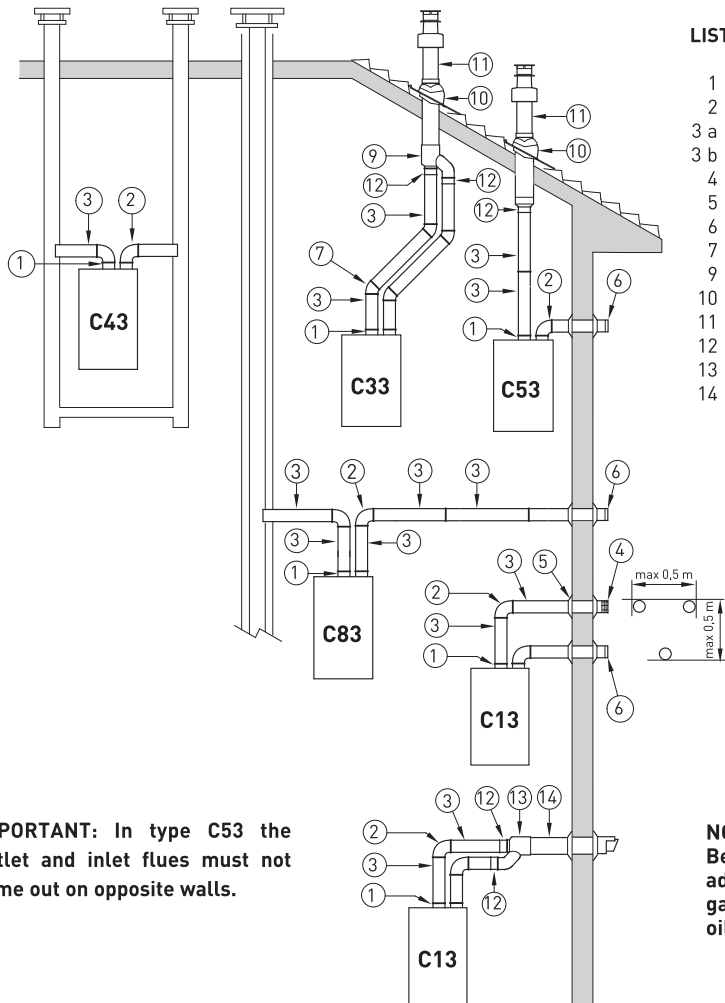 LIST
11
10
11
9
10
12
12
3
12
3
2
1
7
3
3
3
2
6
1
1
C43
C33
C53
1
2
3 a
3 b
4
5
6
7
9
10
11
12
13
14
3
2
3
3
6
3
3
1
C83
3
5
4
2
3
1
max 0,5 m
max 0,5 m
6
C13
PORTANT: In type C53 the
tlet and inlet flues must not
me out on opposite walls.
3
12
13
14
2
3
1
12
C13
NO
Be
ad
ga
oil